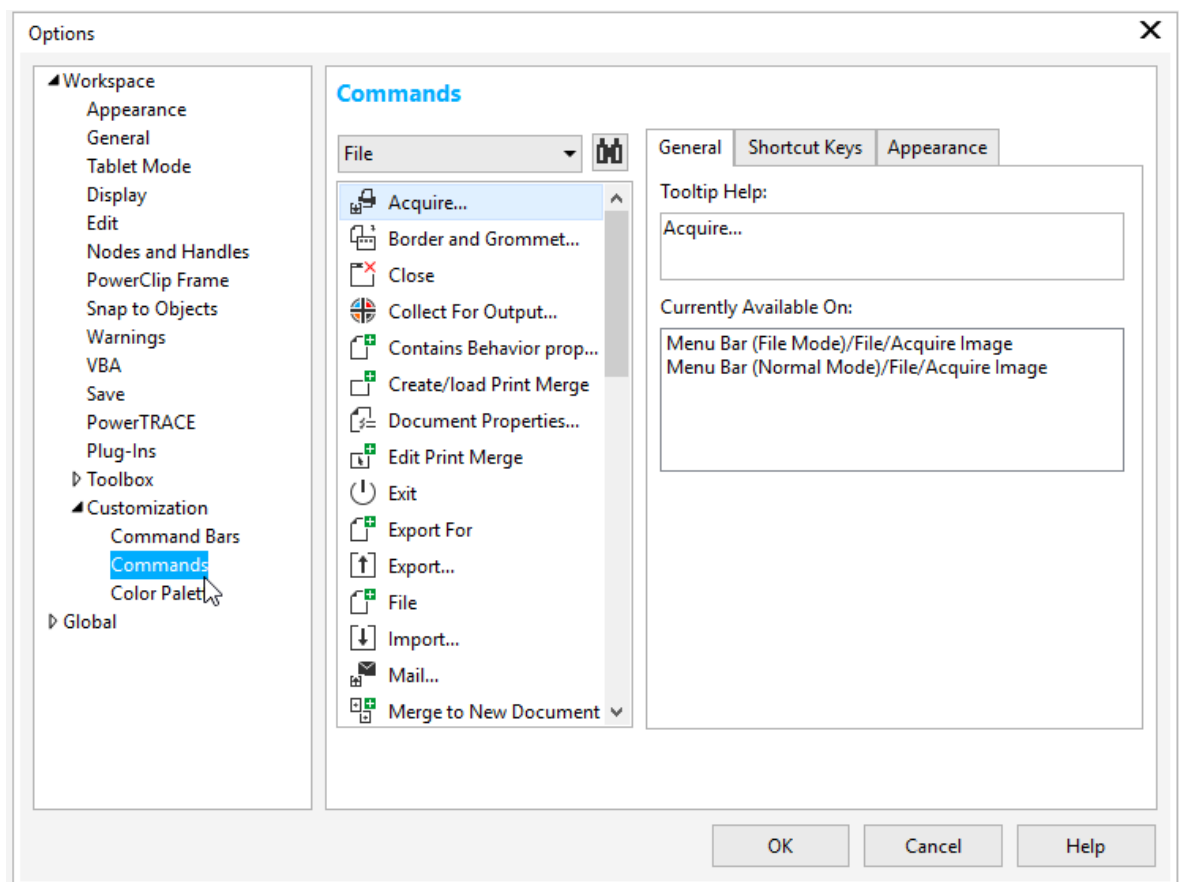 Options
Workspace
Appearance
General
Tablet Mode
Display
Edit
Nodes and Handles
PowerClip Frame
Snap to Objects
Warnings
VBA
Save
PowerTRACE
Plug-Ins
Toolbox
Customization
Command Bars
Commands
Color Palet
Global
Commands
File
Acquire...
Border and Grommet...
Close
Collect For Output...
Contains Behavior prop...
Create/load Print Merge
Document Properties...
Edit Print Merge
Exit
Export For
Export...
File
Import...
Mail...
Merge to New Document
General Shortcut Keys Appearance
Tooltip Help:
Acquire...
Currently Available On:
Menu Bar (File Mode)/File/Acquire Image
Menu Bar (Normal Mode)/File/Acquire Image
OK Cancel Help